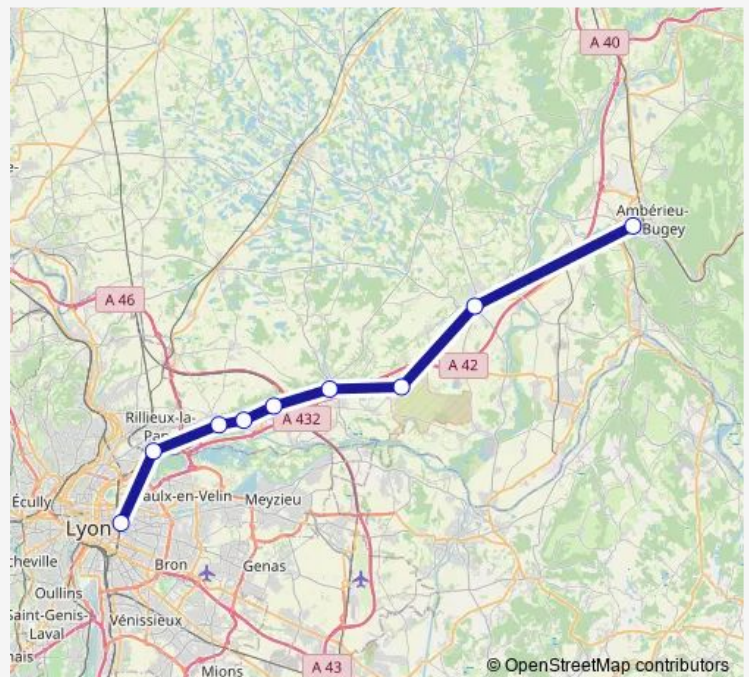 A 40
Ambérieu-
Bugey
A 46
A 42
Rillieux-la-
Pap
A 432
Écully
aulx-en-Velin
Meyzieu
Lyon
cheville
Bron
Genas
Oullins
Saint-Genis-
Laval
Vénissieux
nais
Mions
A 43
© OpenStreetMap contributors